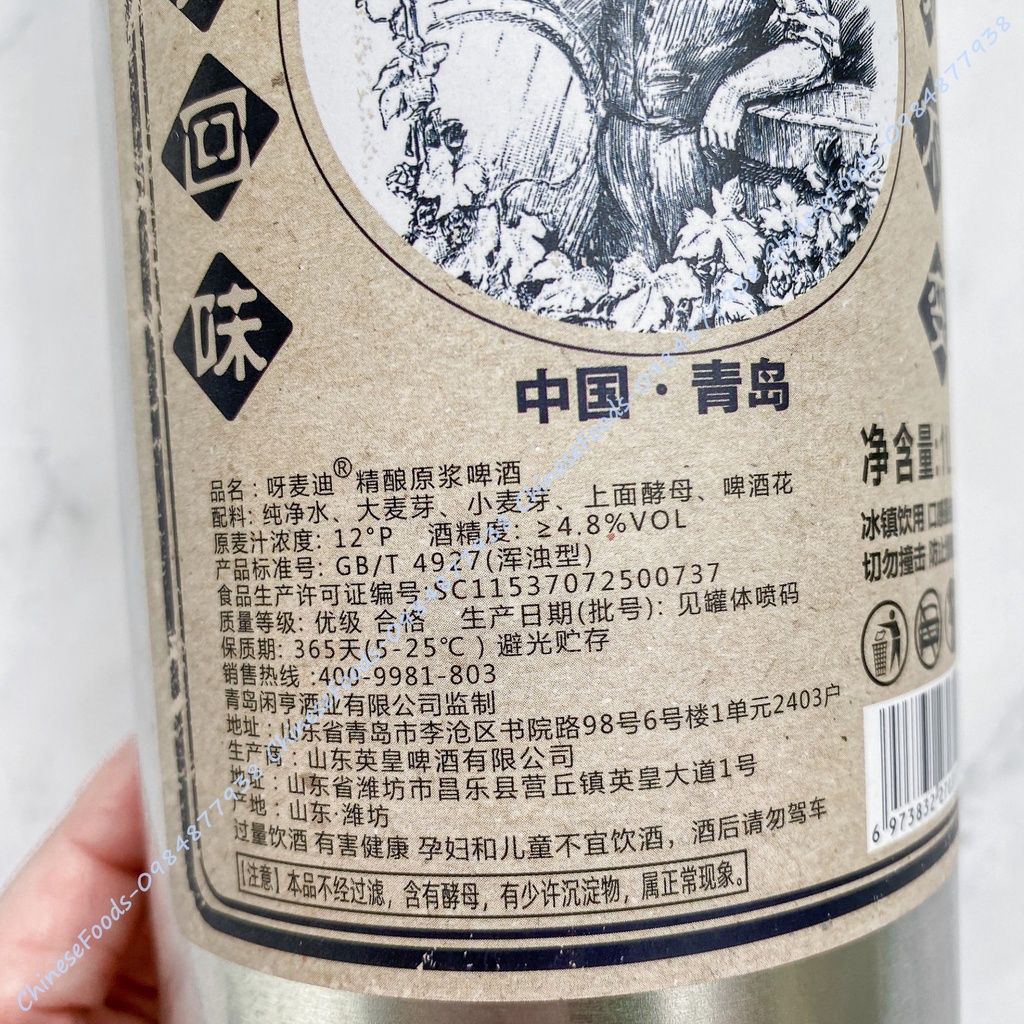 回
味
中国·青岛
净含量:1
冰镇饮用 口感
切勿撞击 防止
品名: 呀麦迪®精酿原浆啤酒
配料: 纯净水、大麦芽、小麦芽、上面酵母、啤酒花
原麦汁浓度: 12°P 酒精度: ≥4.8%VOL
产品标准号: GB/T 4927(浑浊型)
食品生产许可证编号:SC11537072500737
质量等级: 优级 合格 生产日期(批号): 见罐体喷码
保质期: 365天(5-25℃) 避光贮存
销售热线:400-9981-803
青岛闲亨酒业有限公司监制
地址: 山东省青岛市李沧区书院路98号6号楼1单元2403户
生产者: 山东英皇啤酒有限公司
地址: 山东省潍坊市昌乐县营丘镇英皇大道1号
产地: 山东·潍坊
过量饮酒 有害健康 孕妇和儿童不宜饮酒，酒后请勿驾车
【注意】本品不经过滤，含有酵母，有少许沉淀物，属正常现象。
6 973832
ChineseFoods-0984877938